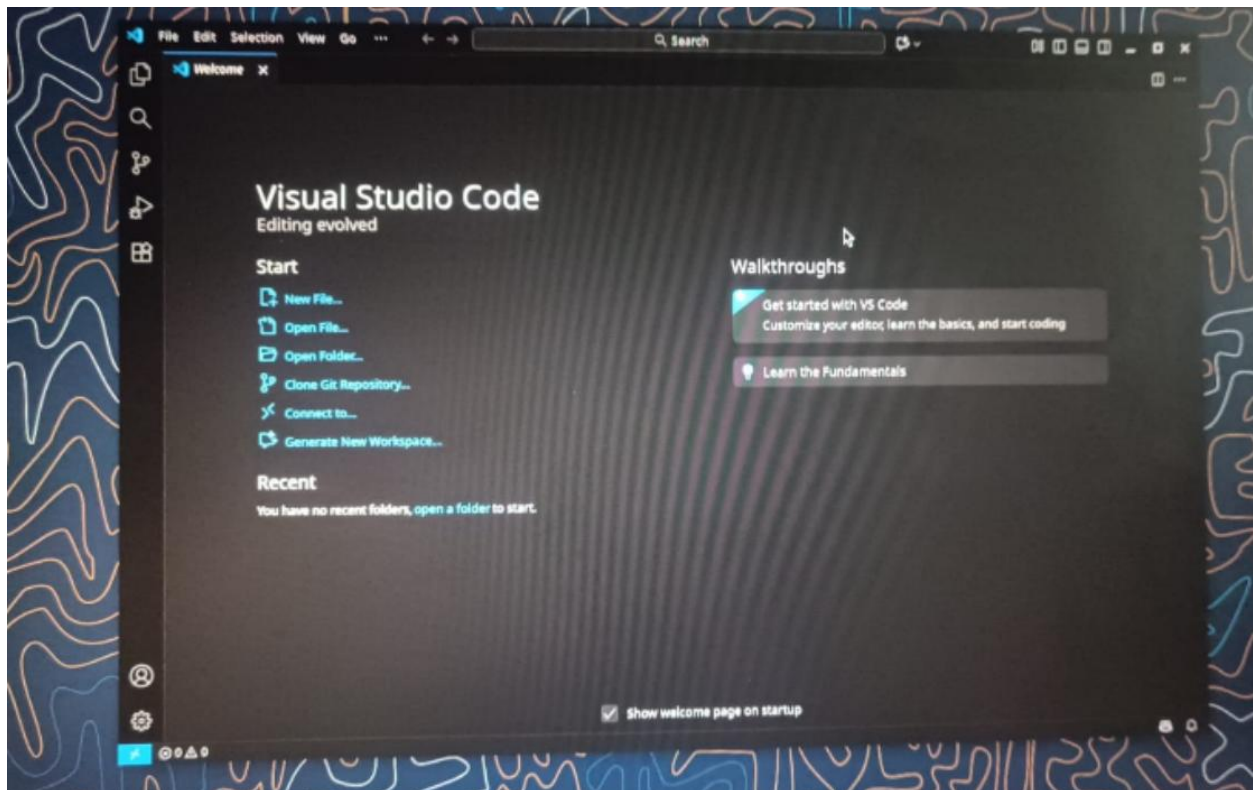 File Edit Selection View Go ...
Search
Welcome
Visual Studio Code
Editing evolved
Start
New File...
Open File...
Open Folder...
Clone Git Repository...
Connect to...
Generate New Workspace...
Recent
You have no recent folders, open a folder to start.
Walkthroughs
Get started with VS Code
Customize your editor, learn the basics, and start coding
Learn the Fundamentals
Show welcome page on startup
0 0